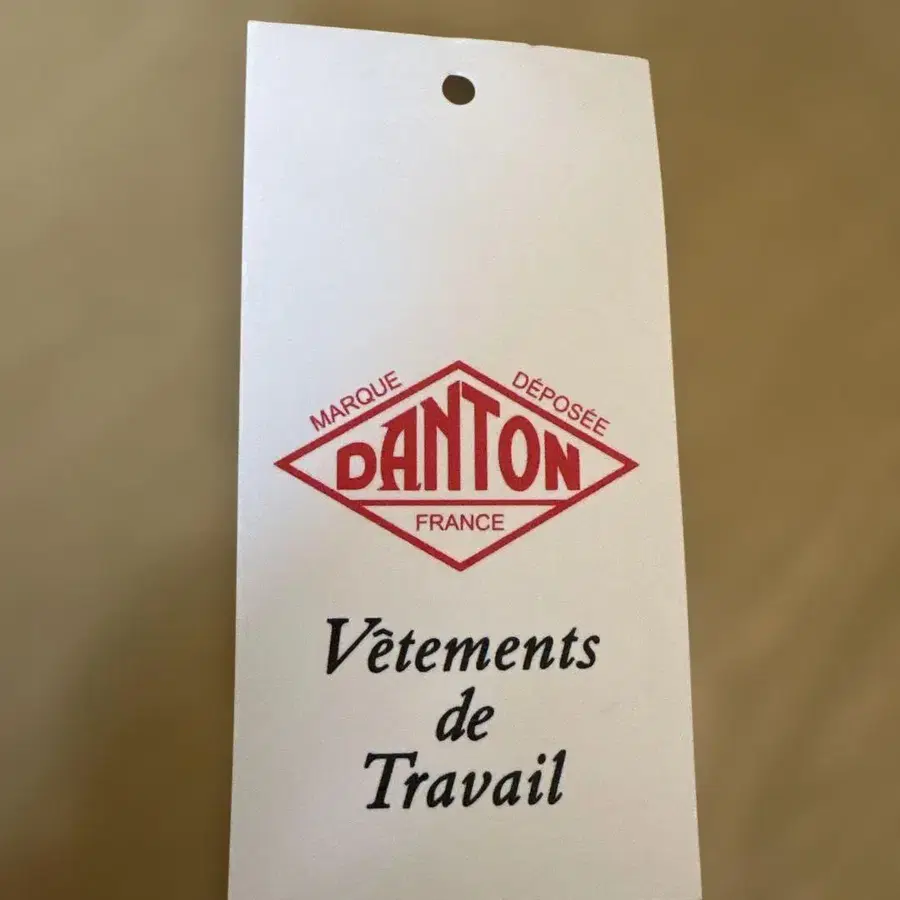 MARQUE DÉPOSÉE
DANTON
FRANCE
Vêtements
de
Travail